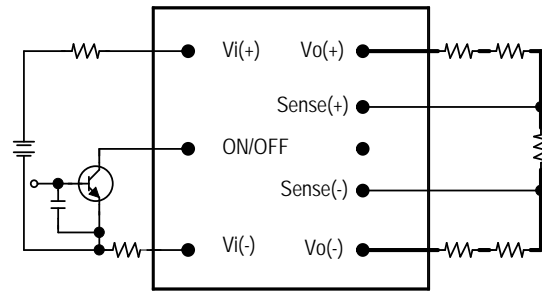 Vi(+) Vo(+)
Sense(+)
ON/OFF
Sense(-)
Vi(-) Vo(-)